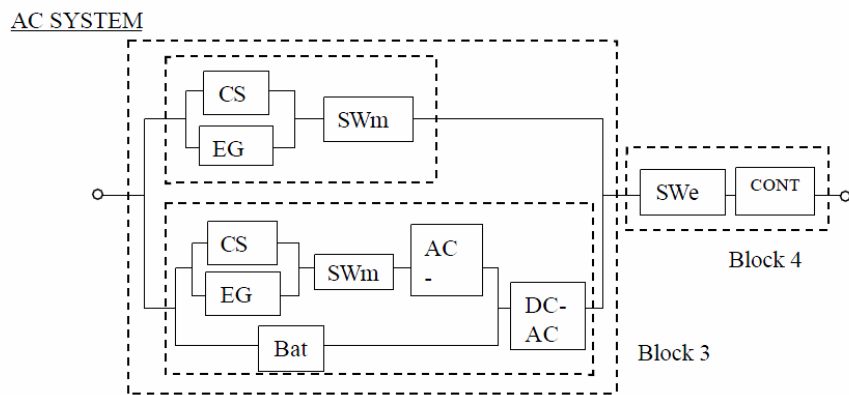 AC SYSTEM
CS
EG
SWm
SWe
CONT
Block 4
CS
EG
SWm
AC
-
Bat
DC-
AC
Block 3